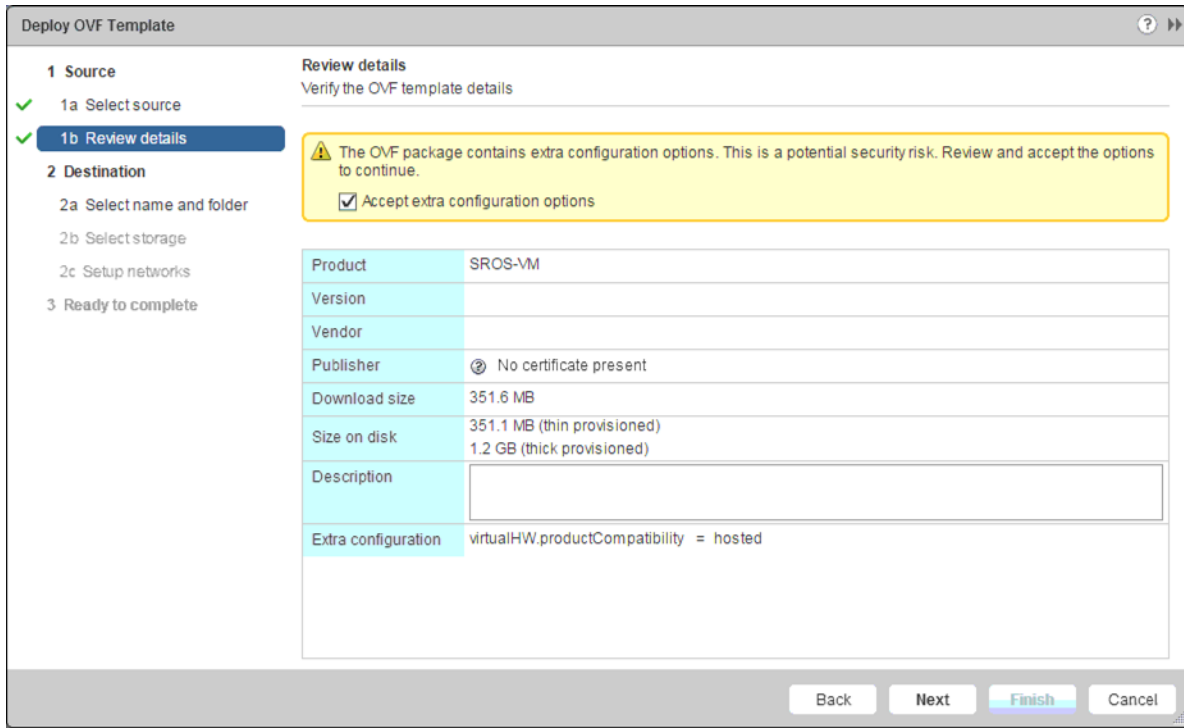 Deploy OVF Template
1 Source
1a Select source
1b Review details
2 Destination
2a Select name and folder
2b Select storage
2c Setup networks
3 Ready to complete
Review details
Verify the OVF template details
The OVF package contains extra configuration options. This is a potential security risk. Review and accept the options
to continue.
Accept extra configuration options
Product SROS-VM
Version
Vendor
Publisher ? No certificate present
Download size 351.6 MB
Size on disk 351.1 MB (thin provisioned)
1.2 GB (thick provisioned)
Description
Extra configuration virtualHW.productCompatibility = hosted
Back Next Finish Cancel